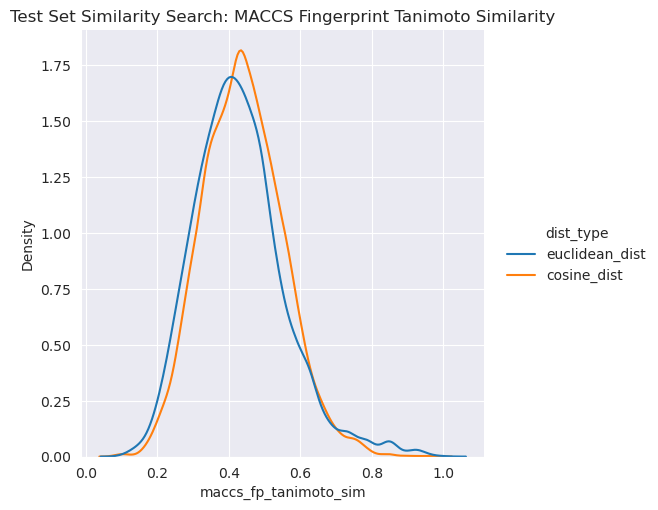 Test Set Similarity Search: MACCS Fingerprint Tanimoto Similarity
1.75
1.50
1.25
1.00
0.75
0.50
0.25
0.00
Density
0.0 0.2 0.4 0.6 0.8 1.0
maccs_fp_tanimoto_sim
dist_type
euclidean_dist
cosine_dist